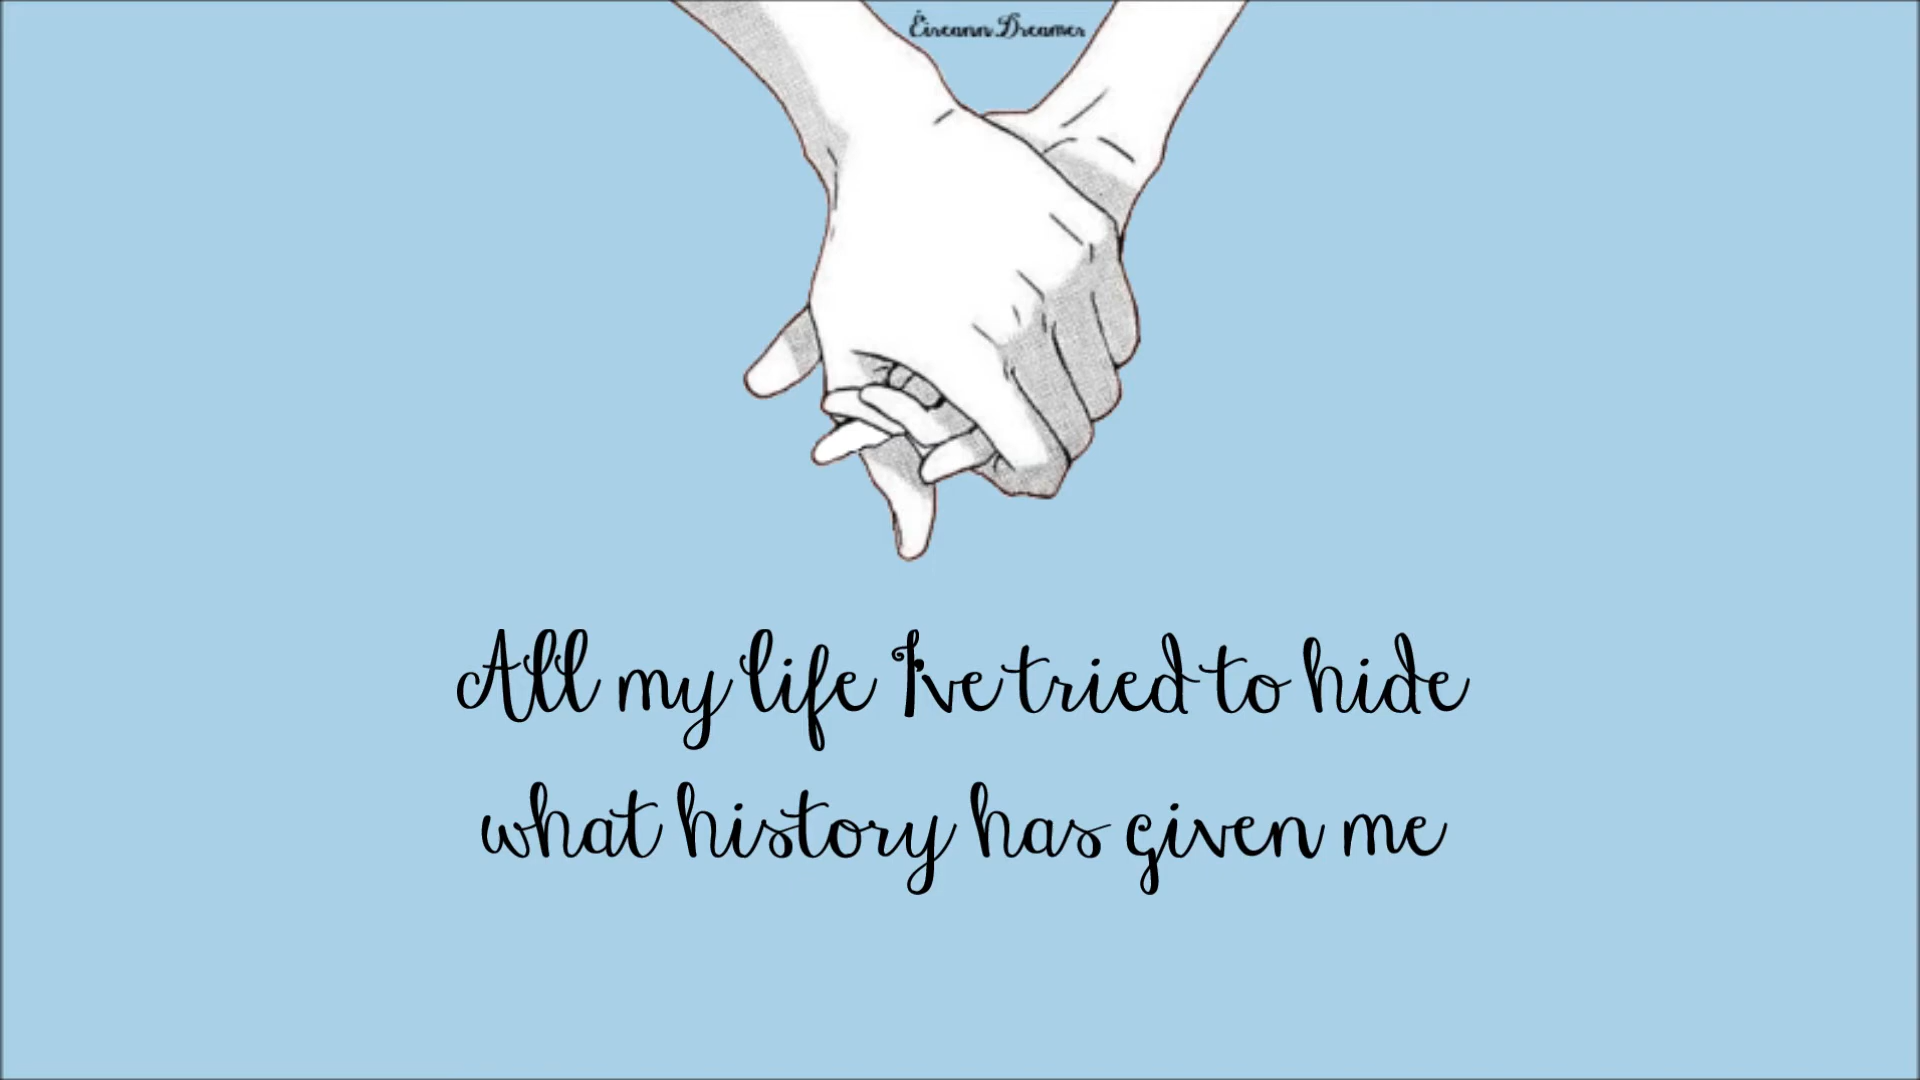 Éireann Dreamer
All my life I've tried to hide
what history has given me